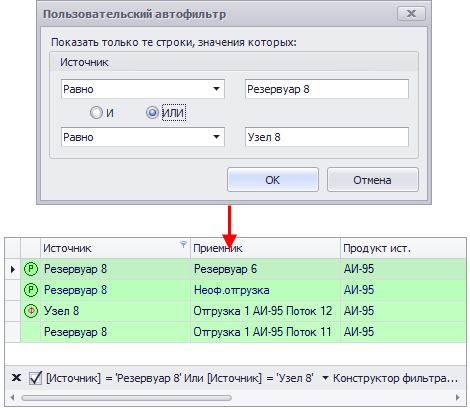 Пользовательский автофильтр
Показать только те строки, значения которых:
Источник
Равно Резервуар 8
И ИЛИ
Равно Узел 8
ОК Отмена
Источник Приемник Продукт ист.
Р Резервуар 8 Резервуар 6 АИ-95
Р Резервуар 8 Неоф.отгрузка АИ-95
Ф Узел 8 Отгрузка 1 АИ-95 Поток 12 АИ-95
Резервуар 8 Отгрузка 1 АИ-95 Поток 11 АИ-95
[Источник] = 'Резервуар 8' Или [Источник] = 'Узел 8' Конструктор фильтра...